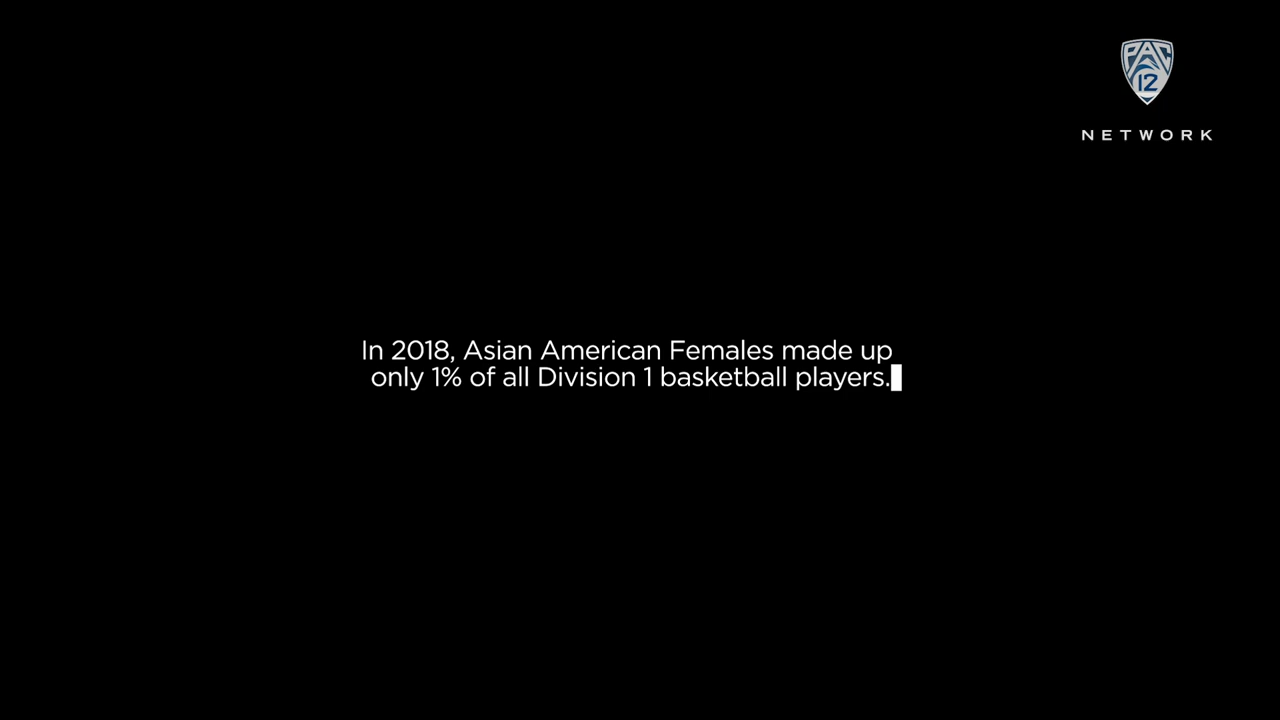 PAC
12
NETWORK
In 2018, Asian American Females made up
only 1% of all Division 1 basketball players.